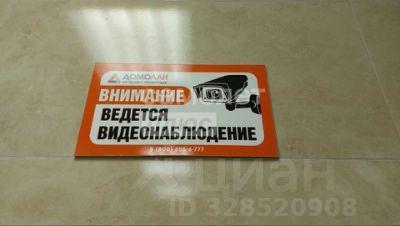 ДОМОЛАН
ВНИМАНИЕ
ВЕДЕТСЯ
ВИДЕОНАБЛЮДЕНИЕ
циан
ID 328520908